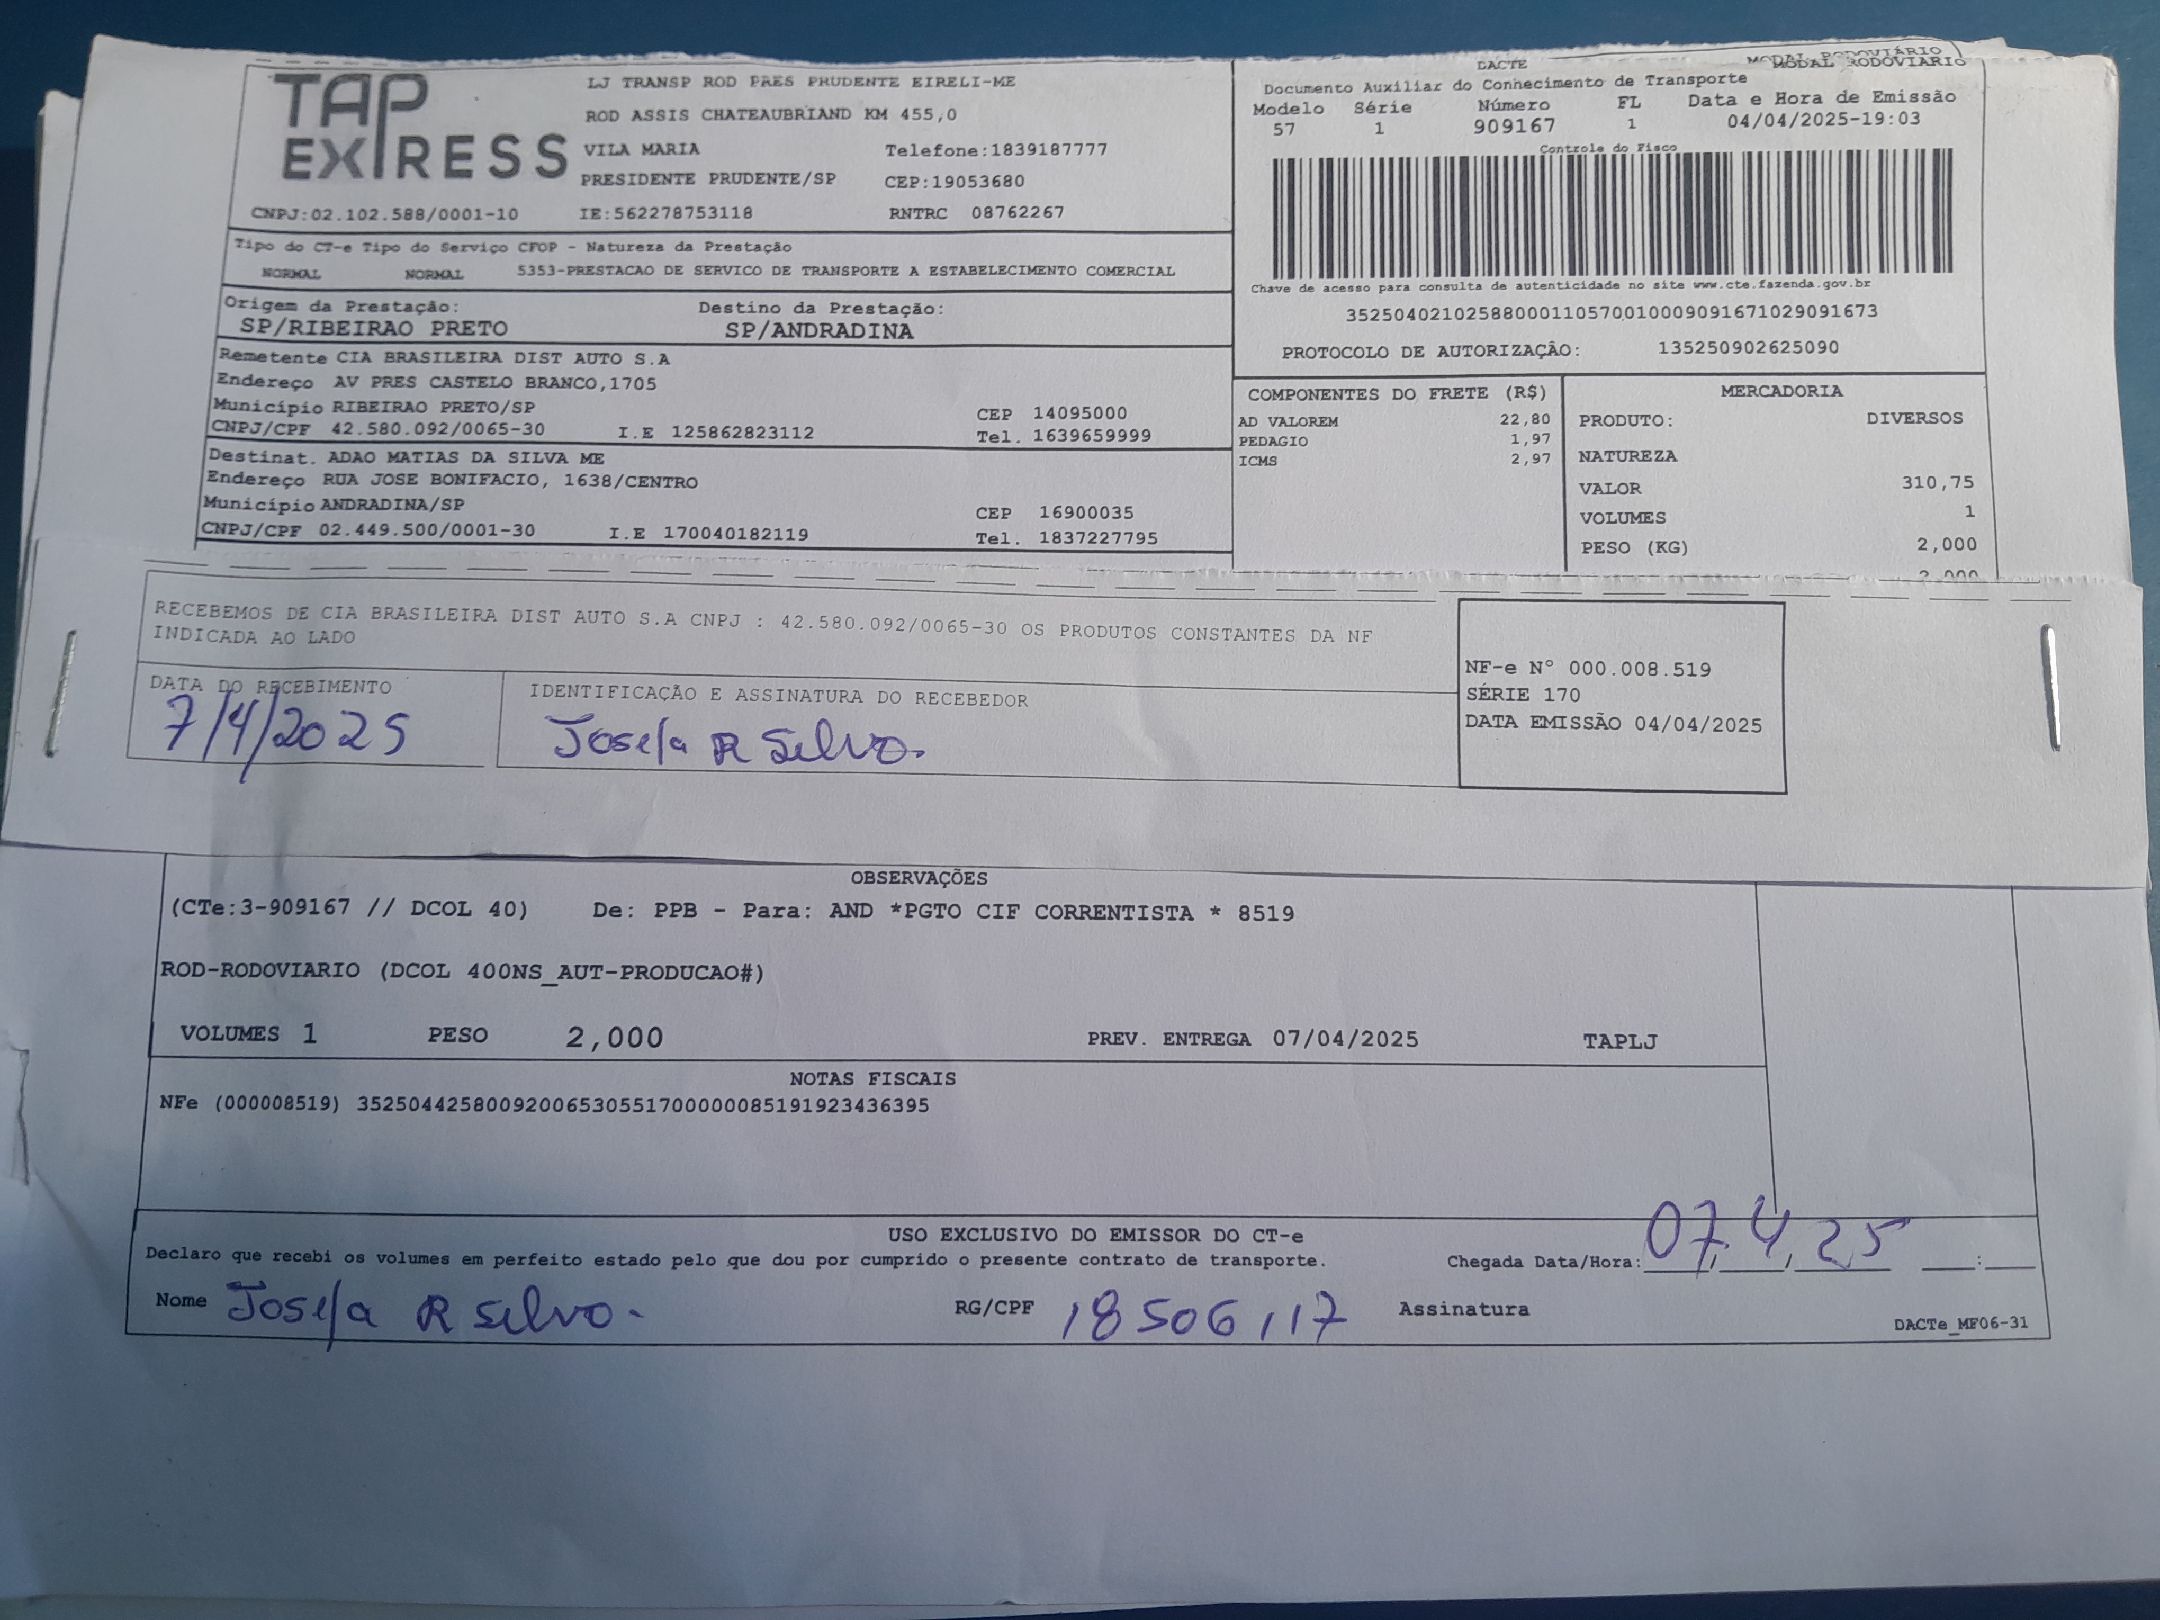 TAP EXPRESS
LJ TRANSP ROD PRES PRUDENTE EIRELI-ME
ROD ASSIS CHATEAUBRIAND KM 455,0
VILA MARIA Telefone:1839187777
PRESIDENTE PRUDENTE/SP CEP:19053680
CNPJ:02.102.588/0001-10 IE:562278753118 RNTRC 08762267
Tipo do CT-e Tipo do Serviço CFOP - Natureza da Prestação
NORMAL NORMAL 5353-PRESTACAO DE SERVICO DE TRANSPORTE A ESTABELECIMENTO COMERCIAL
Origem da Prestação: Destino da Prestação:
SP/RIBEIRAO PRETO SP/ANDRADINA
Remetente CIA BRASILEIRA DIST AUTO S.A
Endereço AV PRES CASTELO BRANCO,1705
Município RIBEIRAO PRETO/SP CEP 14095000
CNPJ/CPF 42.580.092/0065-30 I.E 125862823112 Tel. 1639659999
Destinat. ADAO MATIAS DA SILVA ME
Endereço RUA JOSE BONIFACIO, 1638/CENTRO
Município ANDRADINA/SP CEP 16900035
CNPJ/CPF 02.449.500/0001-30 I.E 170040182119 Tel. 1837227795
DACTE MODAL RODOVIÁRIO
MODAL RODOVIARIO
Documento Auxiliar do Conhecimento de Transporte
Modelo Série Número FL Data e Hora de Emissão
57 1 909167 1 04/04/2025-19:03
Controle do Fisco
Chave de acesso para consulta de autenticidade no site www.cte.fazenda.gov.br
35250402102588000110570010009091671029091673
PROTOCOLO DE AUTORIZAÇÃO: 135250902625090
COMPONENTES DO FRETE (R$)
AD VALOREM 22,80
PEDAGIO 1,97
ICMS 2,97
MERCADORIA
PRODUTO: DIVERSOS
NATUREZA
VALOR 310,75
VOLUMES 1
PESO (KG) 2,000
2,000
RECEBEMOS DE CIA BRASILEIRA DIST AUTO S.A CNPJ : 42.580.092/0065-30 OS PRODUTOS CONSTANTES DA NF
INDICADA AO LADO
DATA DO RECEBIMENTO IDENTIFICAÇÃO E ASSINATURA DO RECEBEDOR
7/4/2025 Josefa R Silva.
NF-e Nº 000.008.519
SÉRIE 170
DATA EMISSÃO 04/04/2025
OBSERVAÇÕES
(CTe:3-909167 // DCOL 40) De: PPB - Para: AND *PGTO CIF CORRENTISTA * 8519
ROD-RODOVIARIO (DCOL 400NS_AUT-PRODUCAO#)
VOLUMES 1 PESO 2,000 PREV. ENTREGA 07/04/2025 TAPLJ
NOTAS FISCAIS
NFe (000008519) 35250442580092006530551700000085191923436395
USO EXCLUSIVO DO EMISSOR DO CT-e
Declaro que recebi os volumes em perfeito estado pelo que dou por cumprido o presente contrato de transporte. Chegada Data/Hora: 07/4/25 __:__
Nome Josefa R Silva. RG/CPF 18506117 Assinatura
DACTe_MF06-31